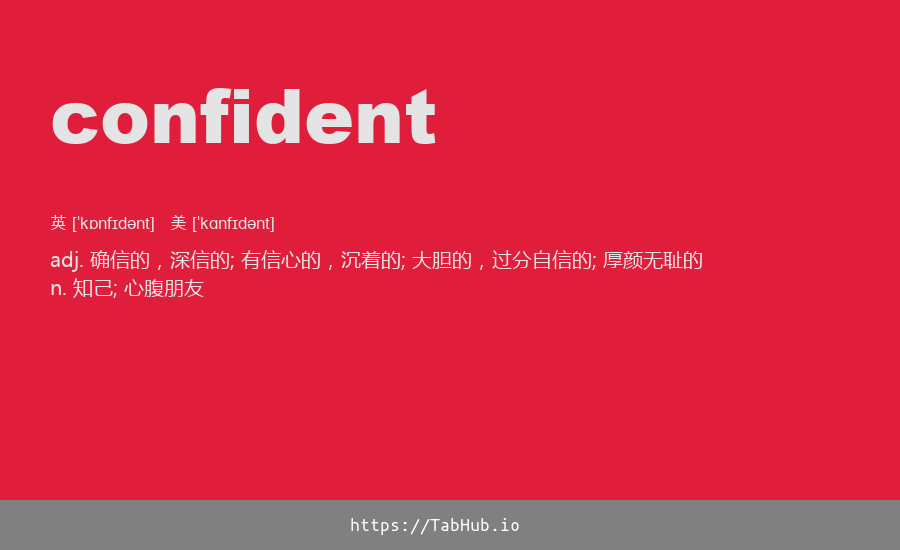 confident
英 [ˈkɒnfɪdənt] 美 [ˈkɑnfɪdənt]
adj. 确信的，深信的; 有信心的，沉着的; 大胆的，过分自信的; 厚颜无耻的
n. 知己; 心腹朋友
https://TabHub.io